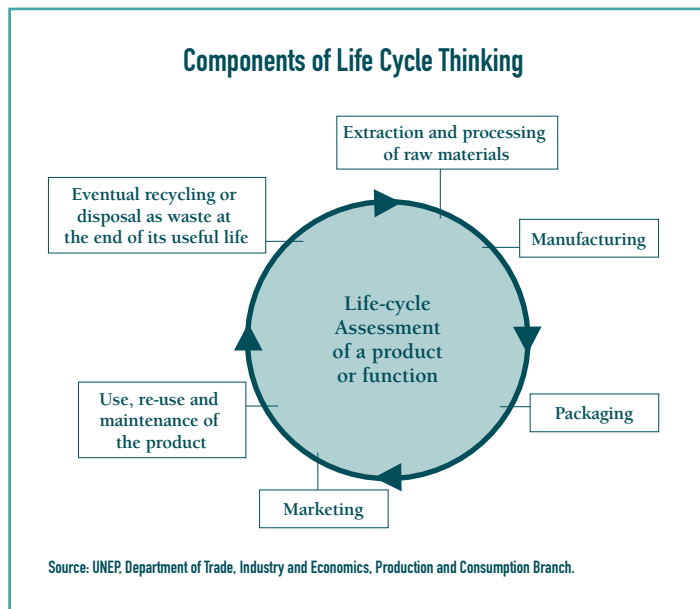 Components of Life Cycle Thinking
Extraction and processing
of raw materials
Manufacturing
Packaging
Marketing
Use, re-use and
maintenance of
the product
Eventual recycling or
disposal as waste at
the end of its useful life
Life-cycle
Assessment
of a product
or function
Source: UNEP, Department of Trade, Industry and Economics, Production and Consumption Branch.